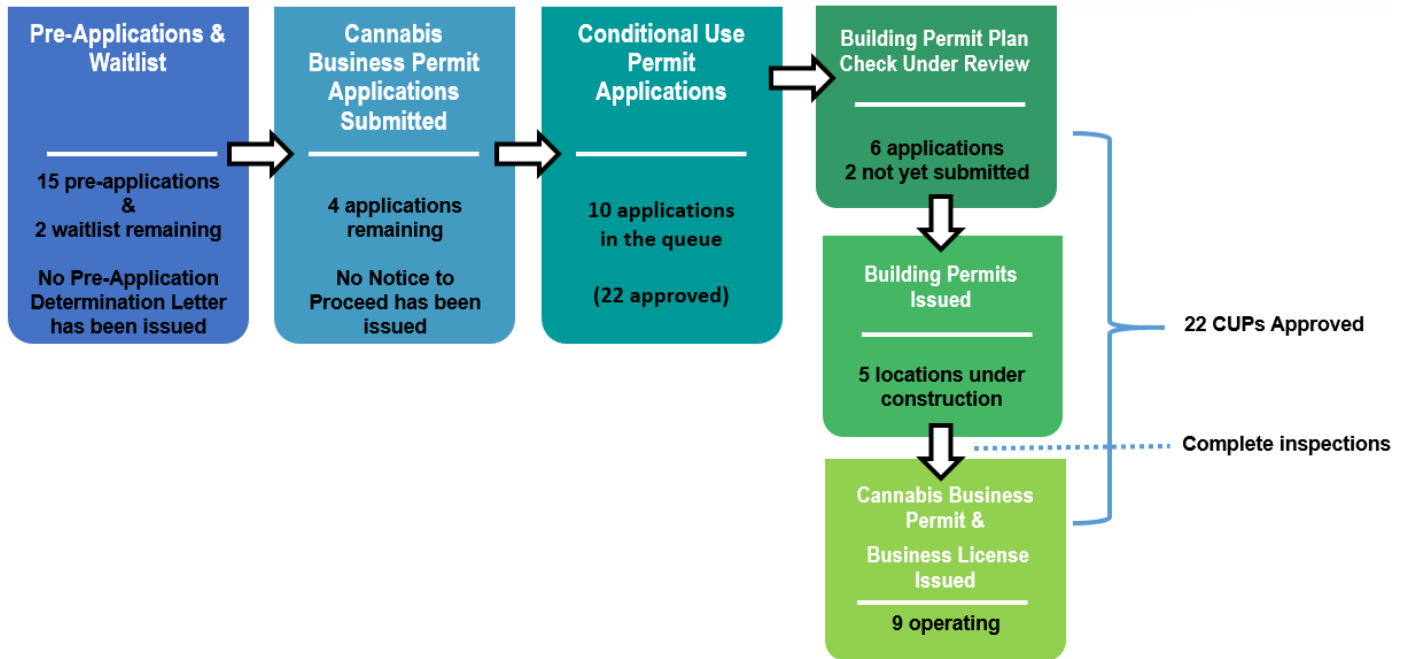 Pre-Applications &
Waitlist
15 pre-applications
&
2 waitlist remaining
No Pre-Application
Determination Letter
has been issued
Cannabis
Business Permit
Applications
Submitted
4 applications
remaining
No Notice to
Proceed has been
issued
Conditional Use
Permit
Applications
10 applications
in the queue
(22 approved)
Building Permit Plan
Check Under Review
6 applications
2 not yet submitted
Building Permits
Issued
5 locations under
construction
Cannabis Business
Permit &
Business License
Issued
9 operating
22 CUPs Approved
Complete inspections